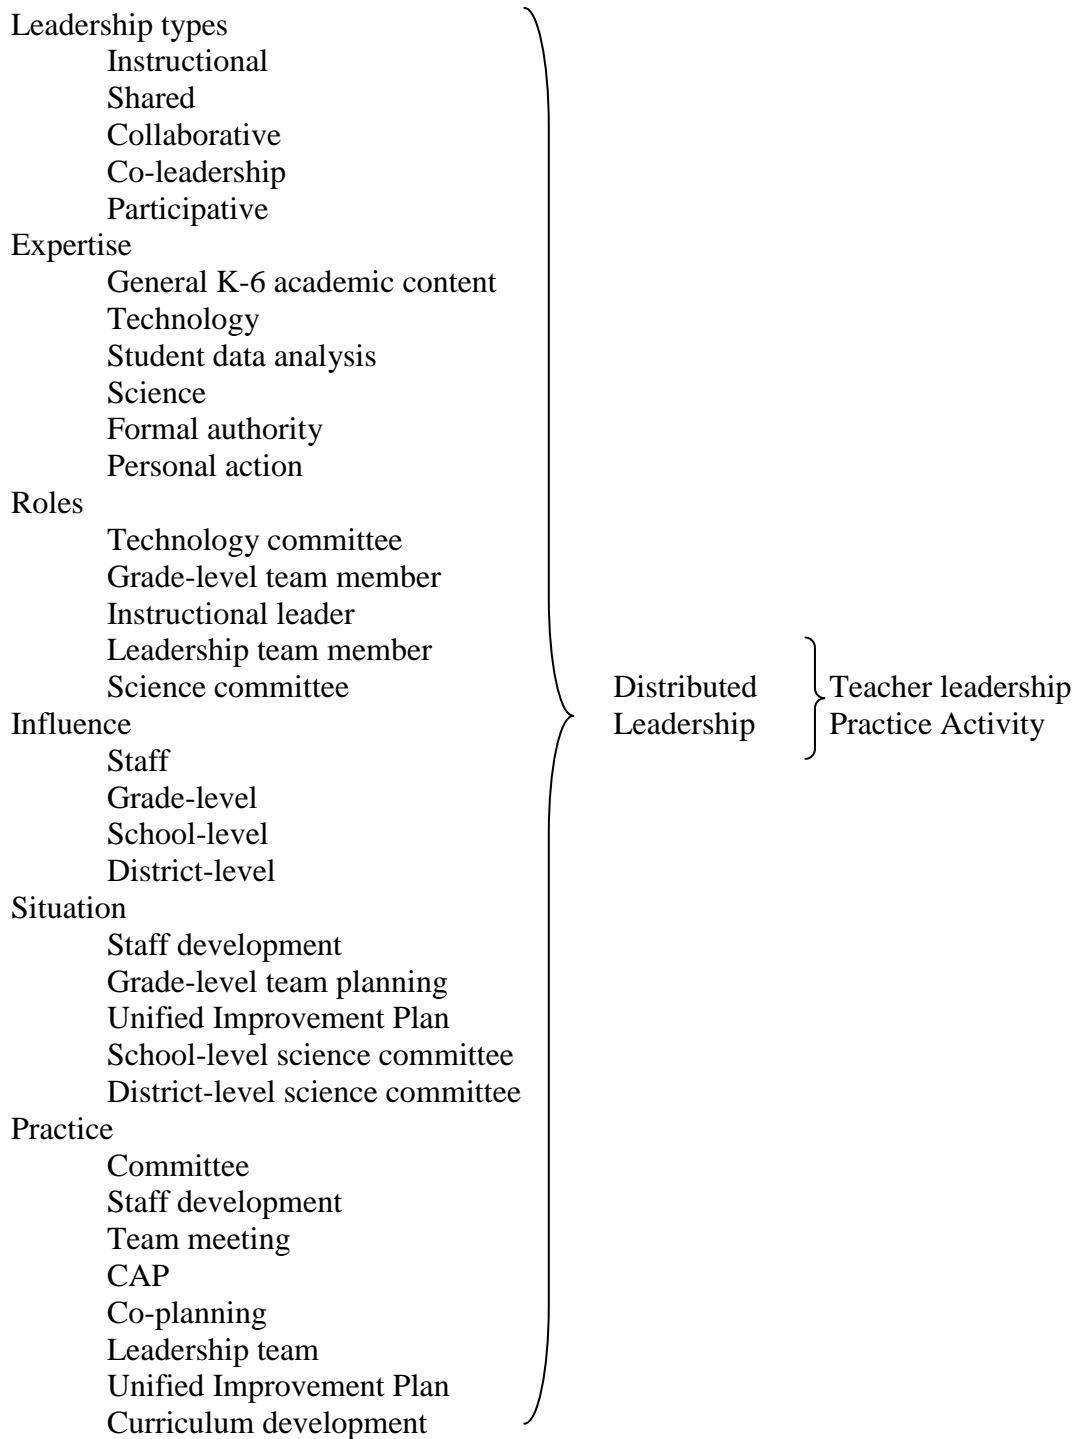 Leadership types
Instructional
Shared
Collaborative
Co-leadership
Participative
Expertise
General K-6 academic content
Technology
Student data analysis
Science
Formal authority
Personal action
Roles
Technology committee
Grade-level team member
Instructional leader
Leadership team member
Science committee
Influence
Staff
Grade-level
School-level
District-level
Situation
Staff development
Grade-level team planning
Unified Improvement Plan
School-level science committee
District-level science committee
Practice
Committee
Staff development
Team meeting
CAP
Co-planning
Leadership team
Unified Improvement Plan
Curriculum development
Distributed
Leadership
Teacher leadership
Practice Activity